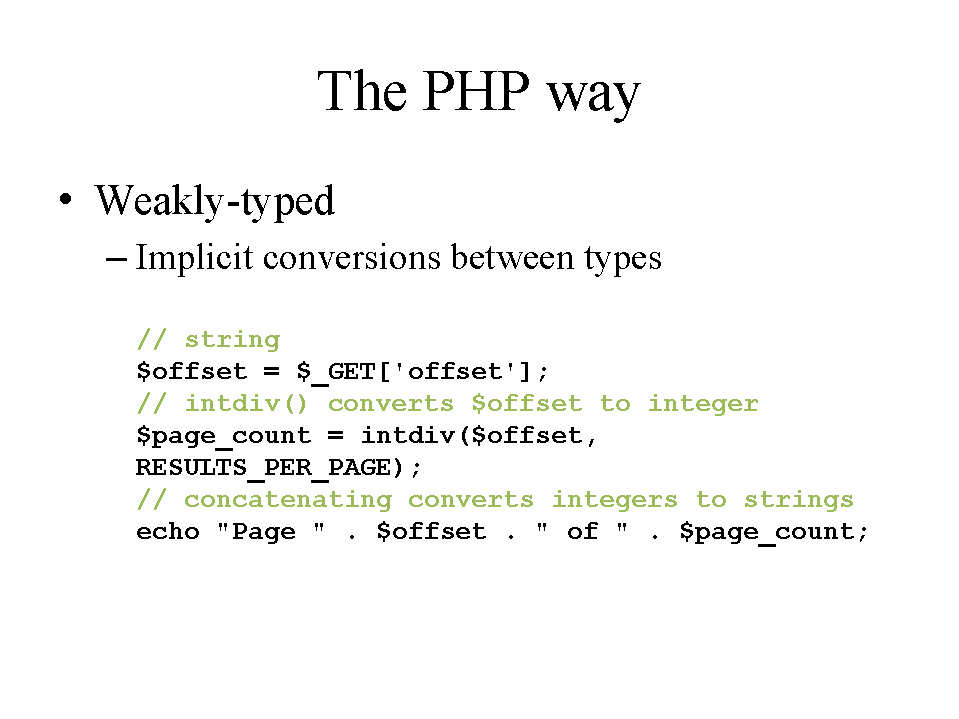 The PHP way
• Weakly-typed
– Implicit conversions between types
// string
$offset = $_GET['offset'];
// intdiv() converts $offset to integer
$page_count = intdiv($offset,
RESULTS_PER_PAGE);
// concatenating converts integers to strings
echo "Page " . $offset . " of " . $page_count;